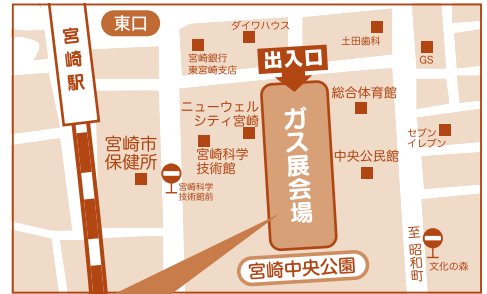 宮崎駅
東口
ダイワハウス
宮崎銀行
東宮崎支店
出入口
土田歯科
GS
ニューウェル
シティ宮崎
総合体育館
宮崎市
保健所
宮崎科学
技術館
ガス展会場
中央公民館
セブン
イレブン
宮崎科学
技術館前
宮崎中央公園
至昭和町
文化の森